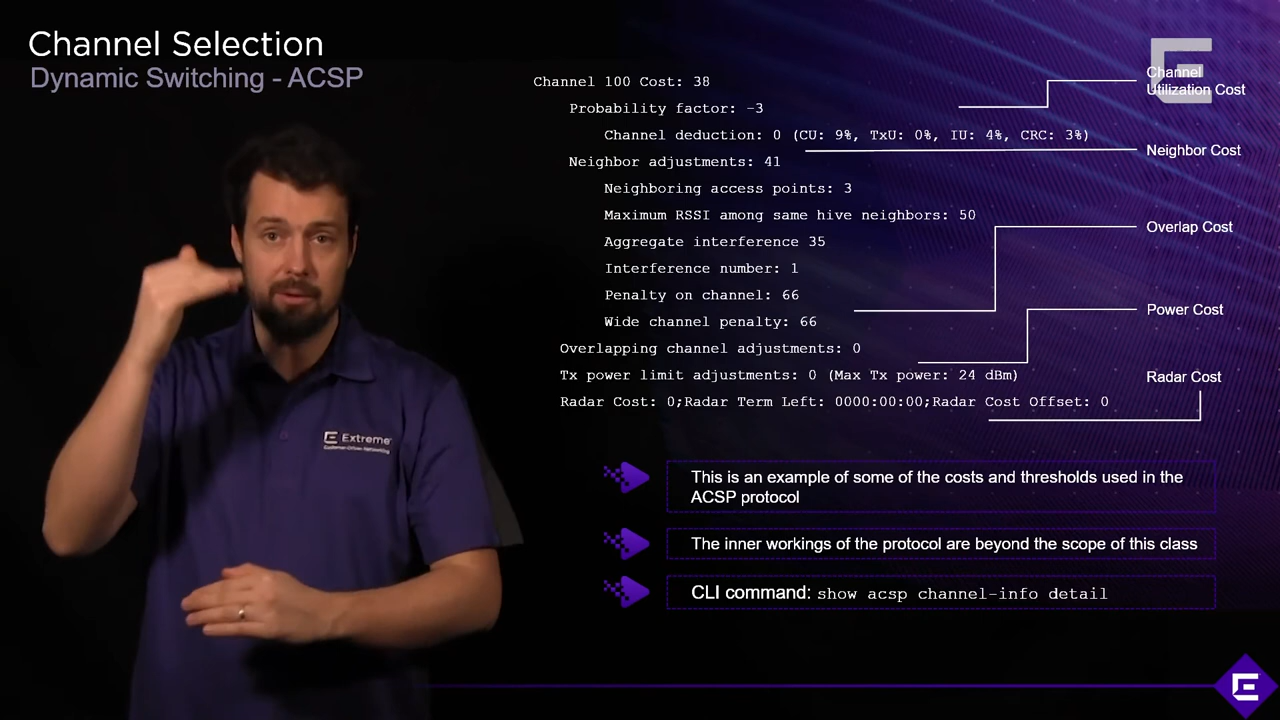 Channel Selection
Dynamic Switching - ACSP
Channel 100 Cost: 38
Probability factor: -3
Channel deduction: 0 (CU: 9%, TxU: 0%, IU: 4%, CRC: 3%)
Neighbor adjustments: 41
Neighboring access points: 3
Maximum RSSI among same hive neighbors: 50
Aggregate interference 35
Interference number: 1
Penalty on channel: 66
Wide channel penalty: 66
Overlapping channel adjustments: 0
Tx power limit adjustments: 0 (Max Tx power: 24 dBm)
Radar Cost: 0;Radar Term Left: 0000:00:00;Radar Cost Offset: 0
Channel
Utilization Cost
Neighbor Cost
Overlap Cost
Power Cost
Radar Cost
Extreme
Customer-Driven Networking
This is an example of some of the costs and thresholds used in the
ACSP protocol
The inner workings of the protocol are beyond the scope of this class
CLI command: show acsp channel-info detail